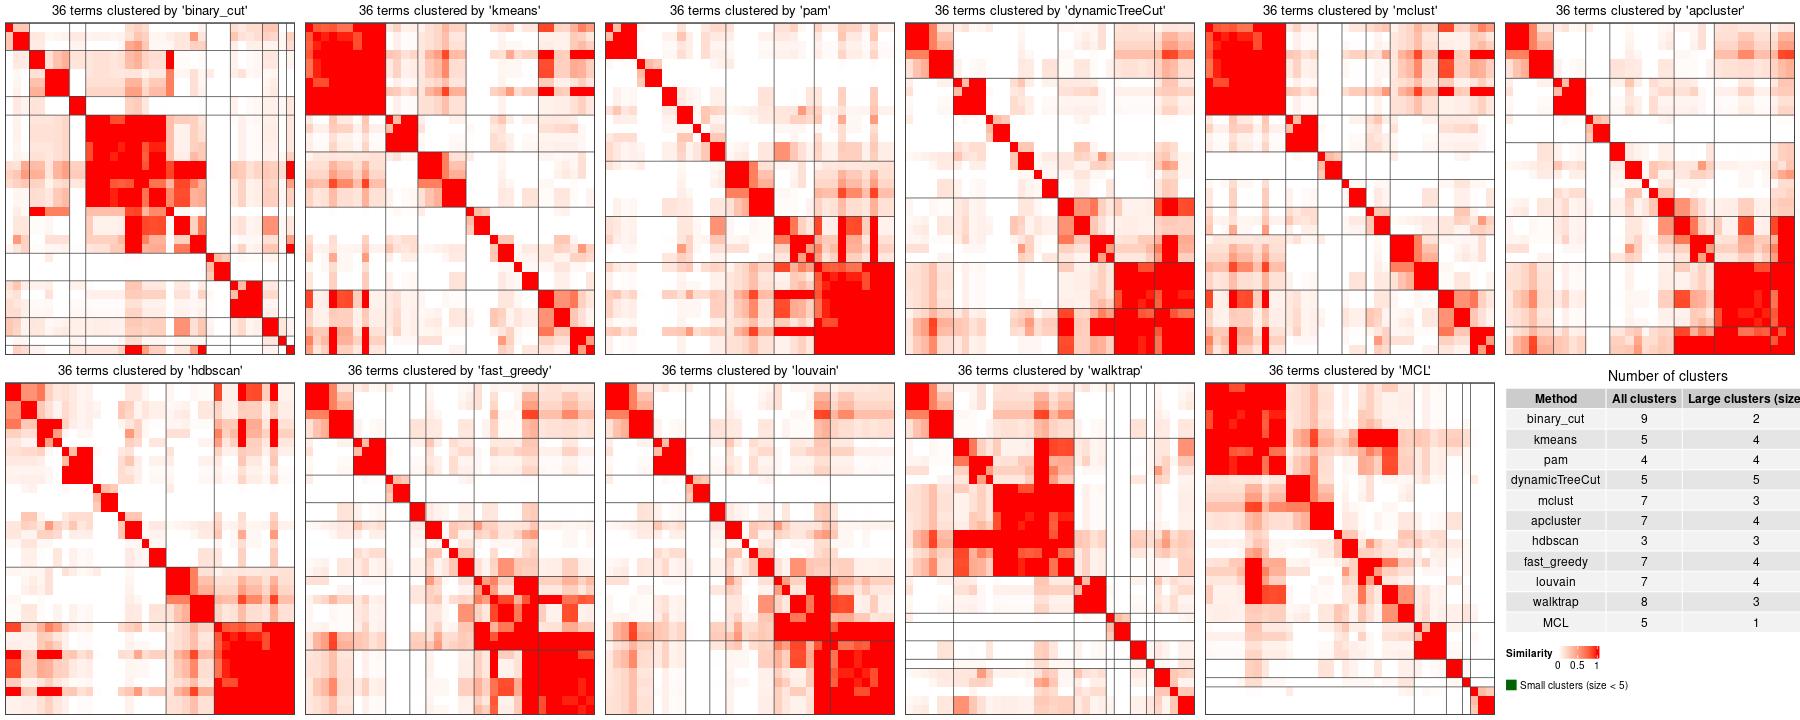 36 terms clustered by 'binary_cut'
36 terms clustered by 'kmeans'
36 terms clustered by 'pam'
36 terms clustered by 'dynamicTreeCut'
36 terms clustered by 'mclust'
36 terms clustered by 'apcluster'
36 terms clustered by 'hdbscan'
36 terms clustered by 'fast_greedy'
36 terms clustered by 'louvain'
36 terms clustered by 'walktrap'
36 terms clustered by 'MCL'
Number of clusters
Method All clusters Large clusters (size
binary_cut 9 2
kmeans 5 4
pam 4 4
dynamicTreeCut 5 5
mclust 7 3
apcluster 7 4
hdbscan 3 3
fast_greedy 7 4
louvain 7 4
walktrap 8 3
MCL 5 1
Similarity
0 0.5 1
Small clusters (size < 5)